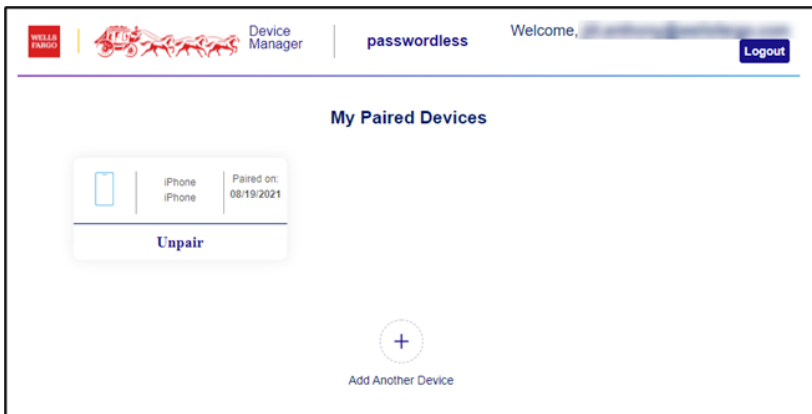 WELLS
FARGO
Device
Manager
passwordless
Welcome,
Logout
My Paired Devices
iPhone
iPhone
Paired on:
08/19/2021
Unpair
+
Add Another Device